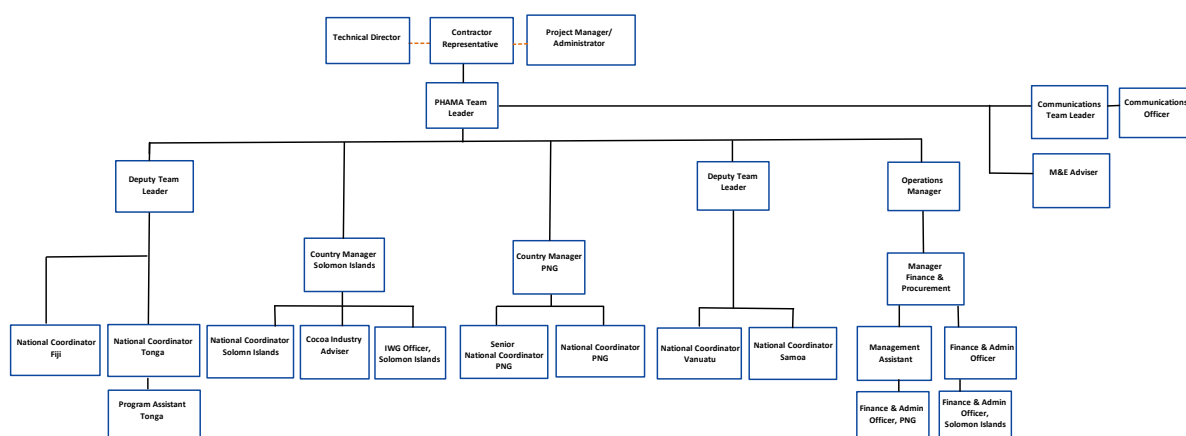 Technical Director
Contractor
Representative
Project Manager/
Administrator
PHAMA Team
Leader
Communications
Team Leader
Communications
Officer
M&E Adviser
Deputy Team
Leader
Deputy Team
Leader
Operations
Manager
Country Manager
Solomon Islands
Country Manager
PNG
Manager
Finance &
Procurement
National Coordinator
Fiji
National Coordinator
Tonga
National Coordinator
Solomn Islands
Cocoa Industry
Adviser
IWG Officer,
Solomon Islands
Senior
National Coordinator
PNG
National Coordinator
PNG
National Coordinator
Vanuatu
National Coordinator
Samoa
Management
Assistant
Finance & Admin
Officer
Program Assistant
Tonga
Finance & Admin
Officer, PNG
Finance & Admin
Officer,
Solomon Islands